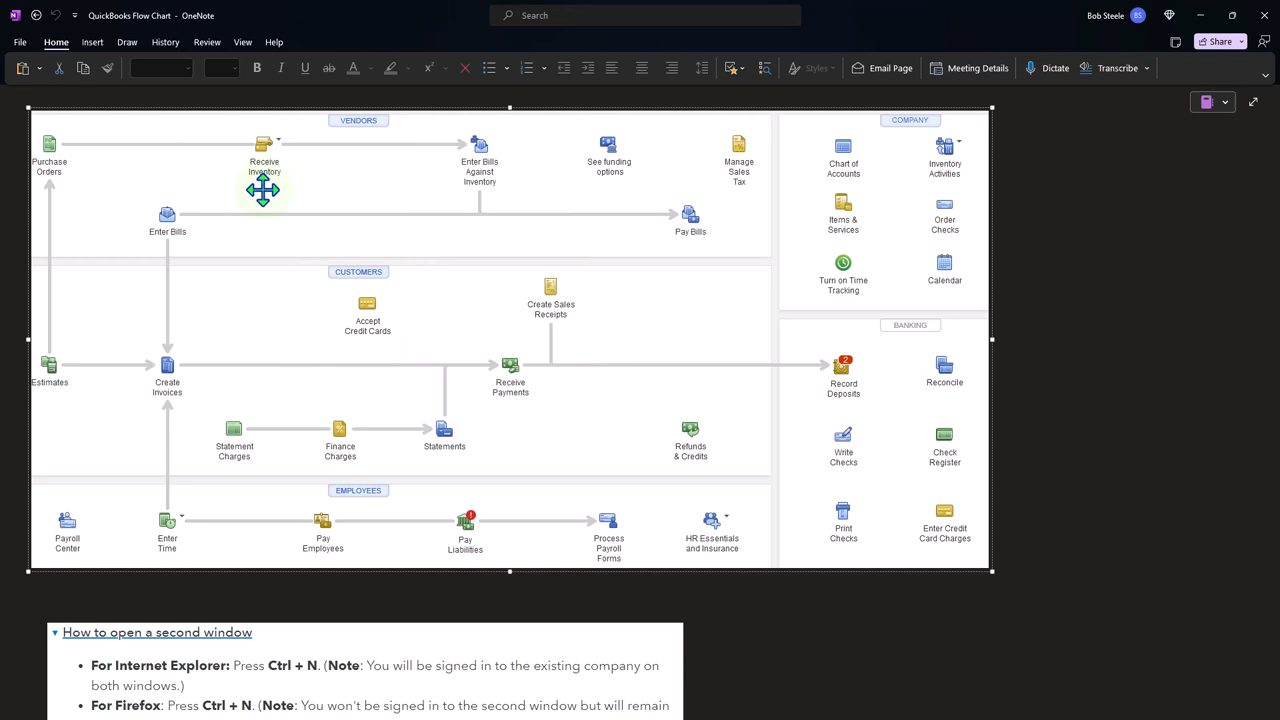 QuickBooks Flow Chart - OneNote
Search
Bob Steele
BS
File
Home
Insert
Draw
History
Review
View
Help
Share
Styles
Email Page
Meeting Details
Dictate
Transcribe
VENDORS
Purchase
Orders
Receive
Inventory
Enter Bills
Against
Inventory
See funding
options
Manage
Sales
Tax
Enter Bills
Pay Bills
CUSTOMERS
Accept
Credit Cards
Create Sales
Receipts
Estimates
Create
Invoices
Receive
Payments
Statement
Charges
Finance
Charges
Statements
Refunds
& Credits
EMPLOYEES
Payroll
Center
Enter
Time
Pay
Employees
Pay
Liabilities
Process
Payroll
Forms
HR Essentials
and Insurance
COMPANY
Chart of
Accounts
Inventory
Activities
Items &
Services
Order
Checks
Turn on Time
Tracking
Calendar
BANKING
2
Record
Deposits
Reconcile
Write
Checks
Check
Register
Print
Checks
Enter Credit
Card Charges
How to open a second window
• For Internet Explorer: Press Ctrl + N. (Note: You will be signed in to the existing company on
both windows.)
• For Firefox: Press Ctrl + N. (Note: You won't be signed in to the second window but will remain